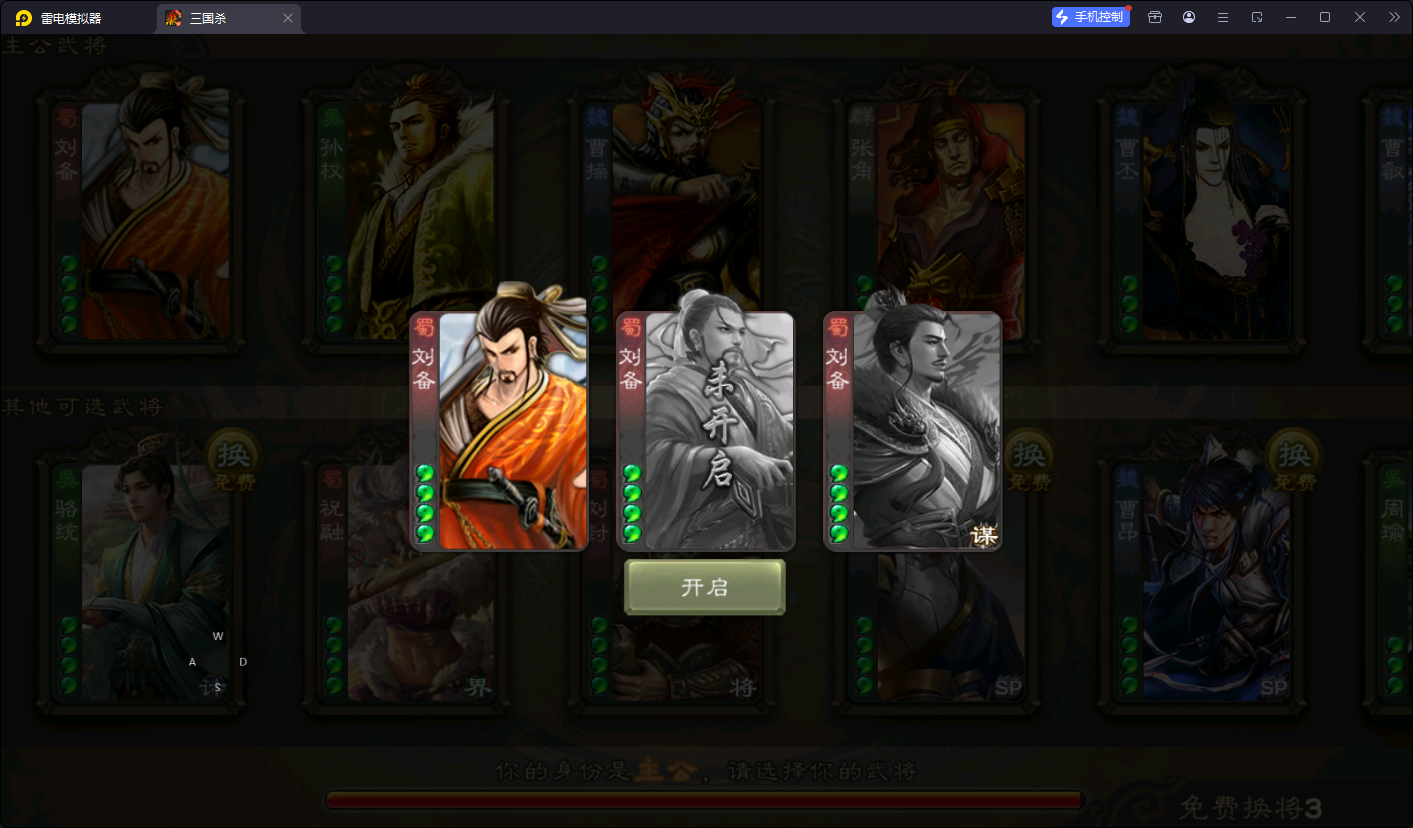 雷电模拟器
三国杀
手机控制
主公武将
蜀
刘备
吴
孙权
魏
曹操
群
张角
魏
曹丕
魏
曹叡
蜀
刘备
蜀
刘备
未开启
蜀
刘备
谋
开启
其他可选武将
吴
骆统
换
免费
W
A
D
S
蜀
祝融
界
蜀
刘封
将
换
免费
SP
魏
曹昂
换
免费
SP
吴
周瑜
你的身份是主公，请选择你的武将
免费换将3